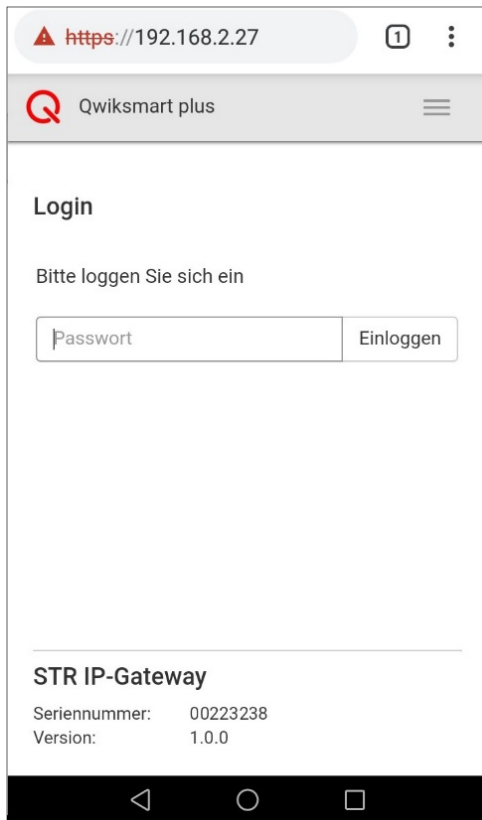 https://192.168.2.27 1
Qwiksmart plus
Login
Bitte loggen Sie sich ein
Passwort Einloggen
STR IP-Gateway
Seriennummer: 00223238
Version: 1.0.0